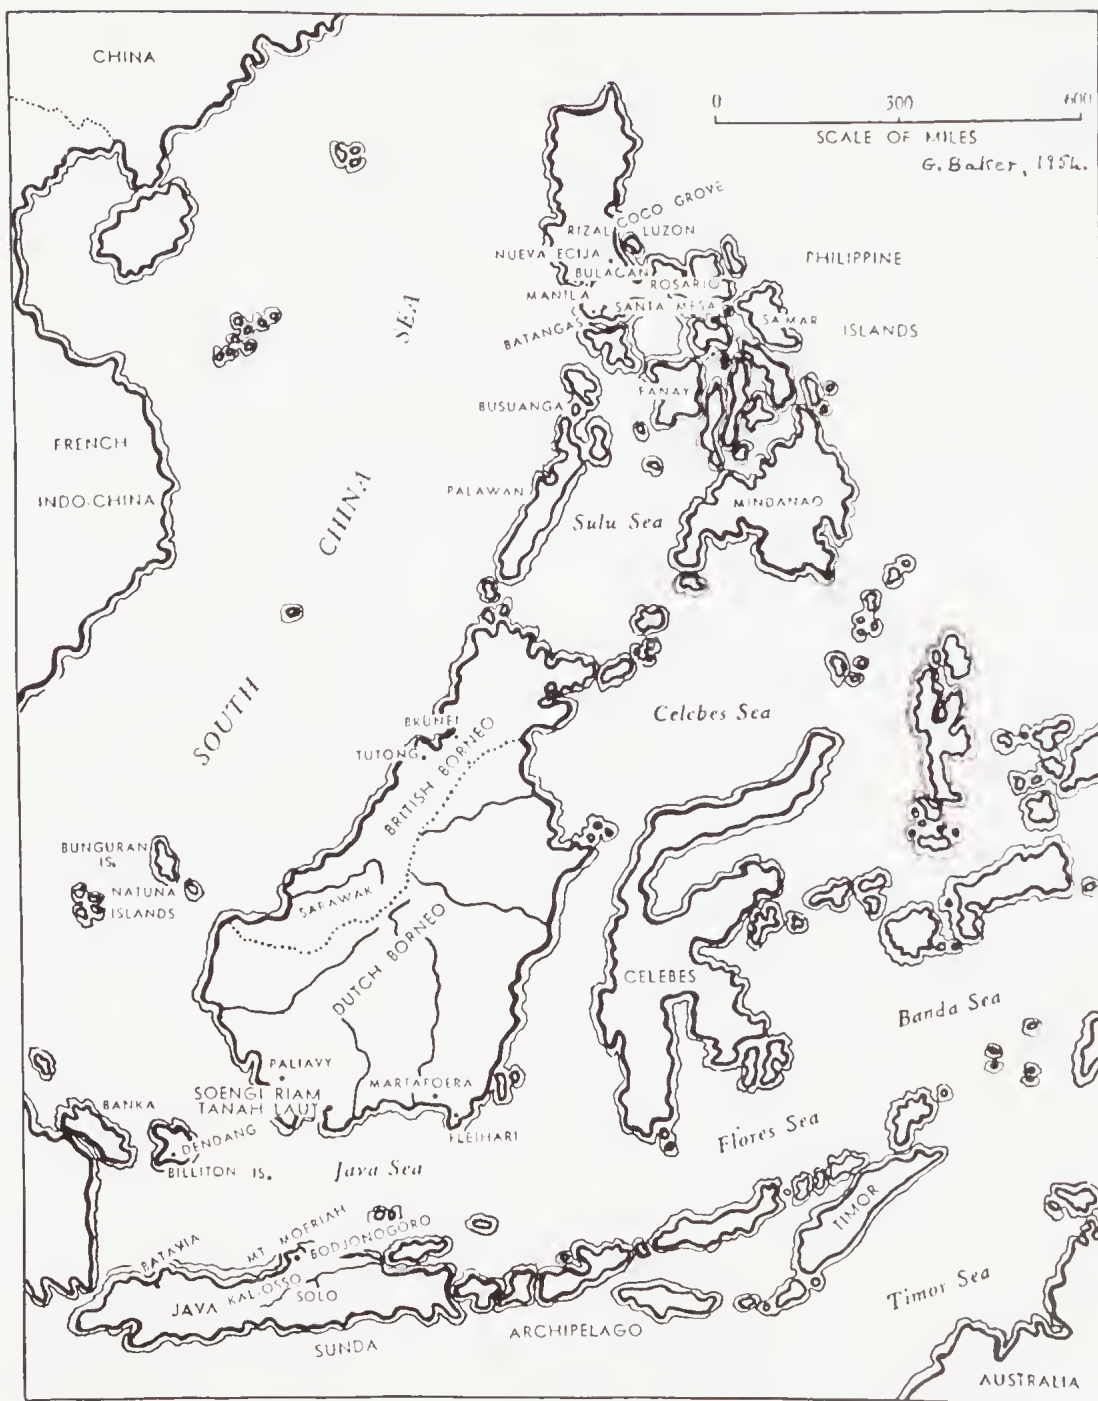 CHINA
0 300 600
SCALE OF MILES
G. Baker, 1954.
COCO GROVE
RIZAL LUZON
NUEVA ECIJA
BULACAN
ROSARIO
MANILA
SANTA MESA
BATANGAS
SAMAR
PHILIPPINE
ISLANDS
PANAY
BUSUANGA
PALAWAN
MINDANAO
Sulu Sea
FRENCH
INDO-CHINA
SOUTH CHINA SEA
Celebes Sea
BRUNEI
TUTONG
BRITISH BORNEO
BUNGURAN
IS.
NATUNA
ISLANDS
SARAWAK
DUTCH BORNEO
CELEBES
Banda Sea
PALIAVY
SOENGI RIAM
TANAH LAUT
MARTAPOERA
PLEIHARI
BANKA
DENDANG
BILLITON IS.
Java Sea
Flores Sea
BATAVIA
MT MOERIAH
BODJONOGORO
JAVA
KALIOSSO
SOLO
SUNDA
ARCHIPELAGO
TIMOR
Timor Sea
AUSTRALIA